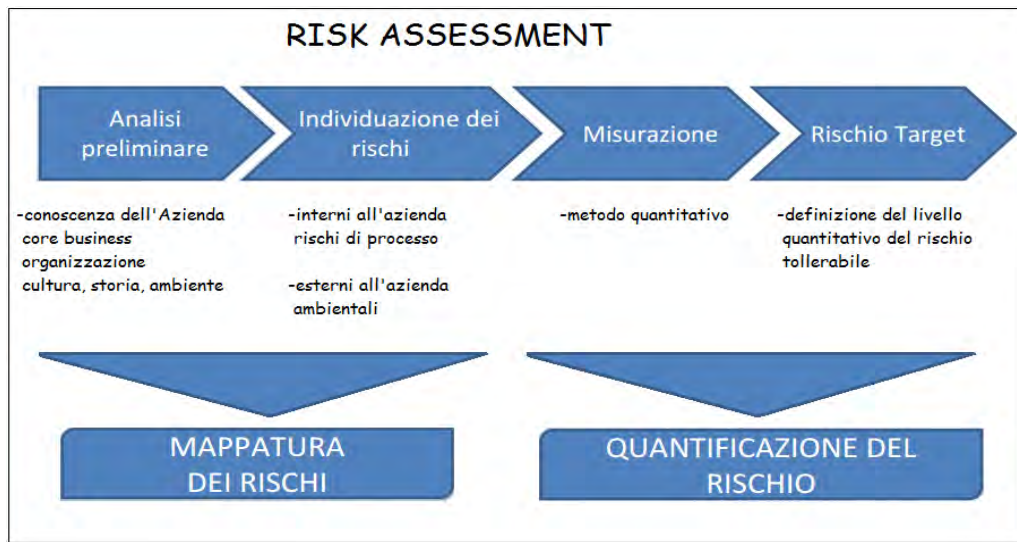 RISK ASSESSMENT
Analisi
preliminare
Individuazione dei
rischi
Misurazione
Rischio Target
-conoscenza dell'Azienda
core business
organizzazione
cultura, storia, ambiente
-interni all'azienda
rischi di processo
-esterni all'azienda
ambientali
-metodo quantitativo
-definizione del livello
quantitativo del rischio
tollerabile
MAPPATURA
DEI RISCHI
QUANTIFICAZIONE DEL
RISCHIO